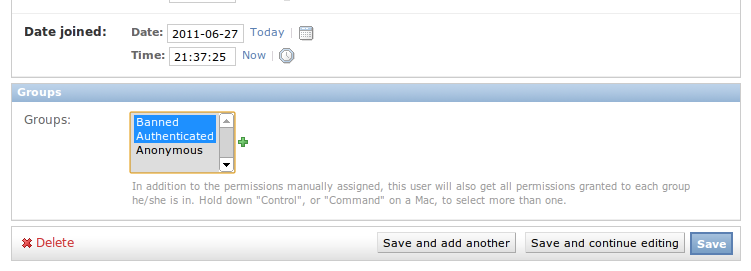 Date joined: Date: 2011-06-27 Today |
Time: 21:37:25 Now |
Groups
Groups:
Banned
Authenticated
Anonymous
In addition to the permissions manually assigned, this user will also get all permissions granted to each group
he/she is in. Hold down "Control", or "Command" on a Mac, to select more than one.
Delete Save and add another Save and continue editing Save